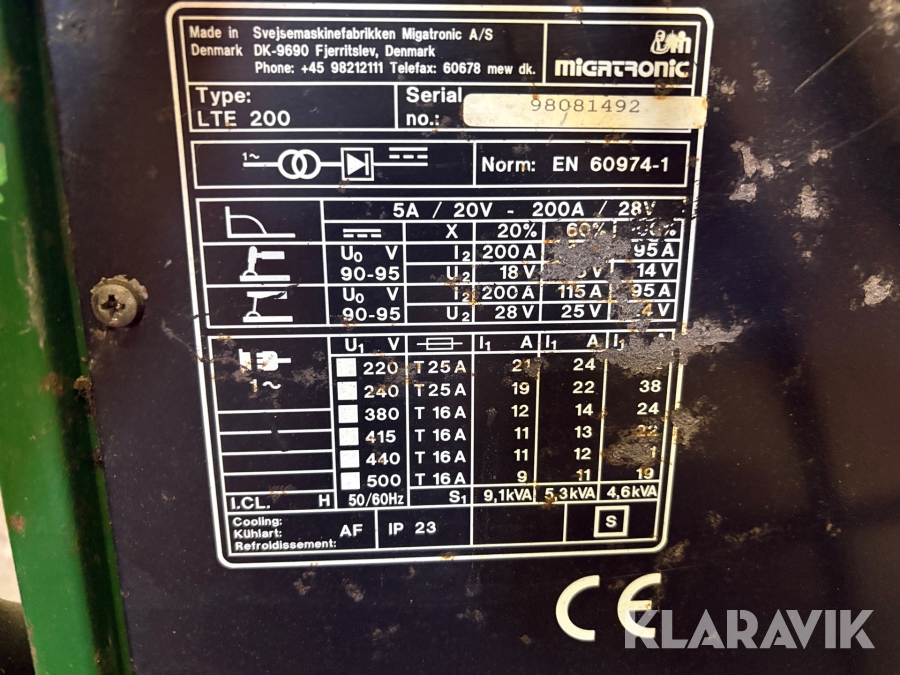 Made in Svejsemaskinefabrikken Migatronic A/S
Denmark DK-9690 Fjerritslev, Denmark
Phone: +45 98212111 Telefax: 60678 mew dk.
MIGATRONIC
Type: Serial
LTE 200 no.: 98081492
1~ Norm: EN 60974-1
5A / 20V - 200A / 28V
X 20% 60%
U0 V I2 200 A 95 A
90-95 U2 18 V V 14 V
U0 V I2 200 A 115 A 95 A
90-95 U2 28 V 25 V V
U1 V I1 A I1 A I1
220 T 25 A 21 24
1~ 240 T 25 A 19 22 38
380 T 16 A 12 14 24
415 T 16 A 11 13 22
440 T 16 A 11 12
500 T 16 A 9 11 19
I.CL. H 50/60Hz S1 9,1kVA 5,3kVA 4,6kVA
Cooling:
Kühlart: AF IP 23 S
Refroidissement:
CE
KLARAVIK